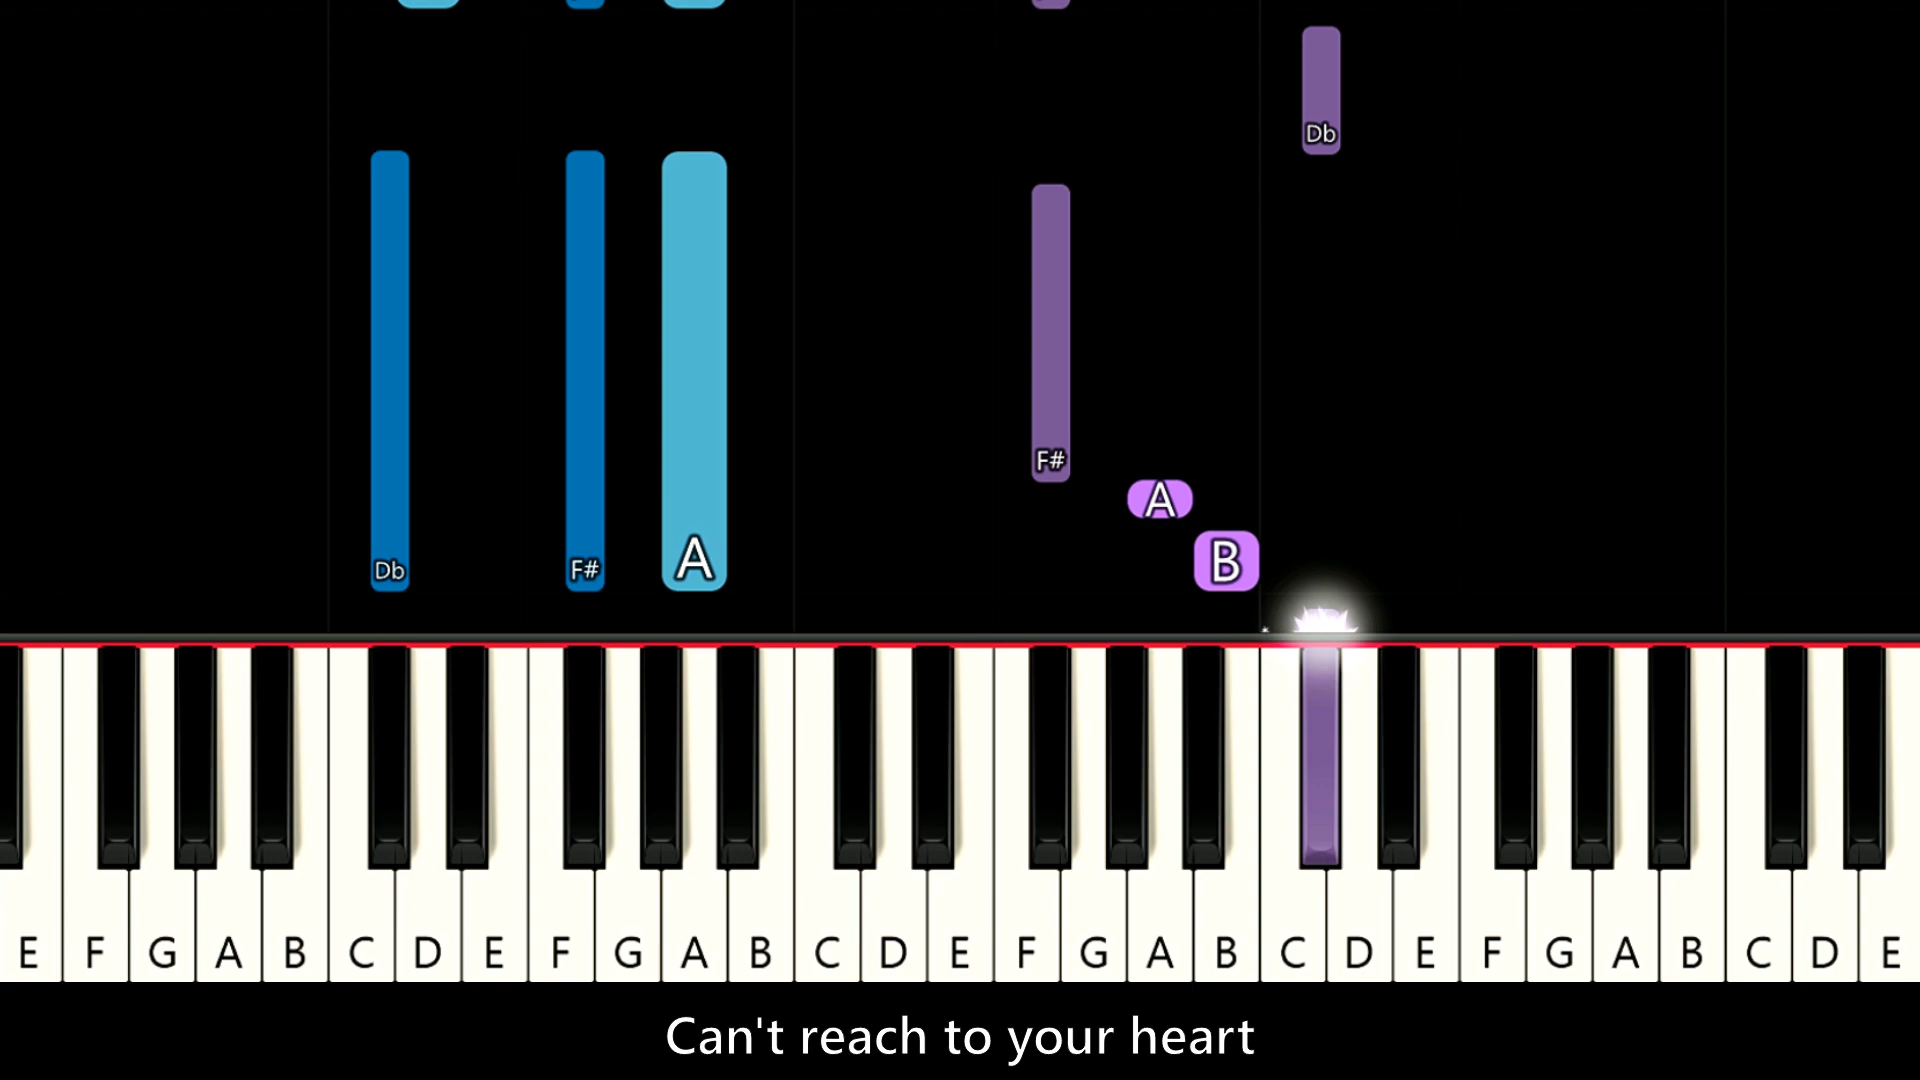 Db
Db F# A
F#
A
B
E F G A B C D E F G A B C D E F G A B C D E F G A B C D E
Can't reach to your heart